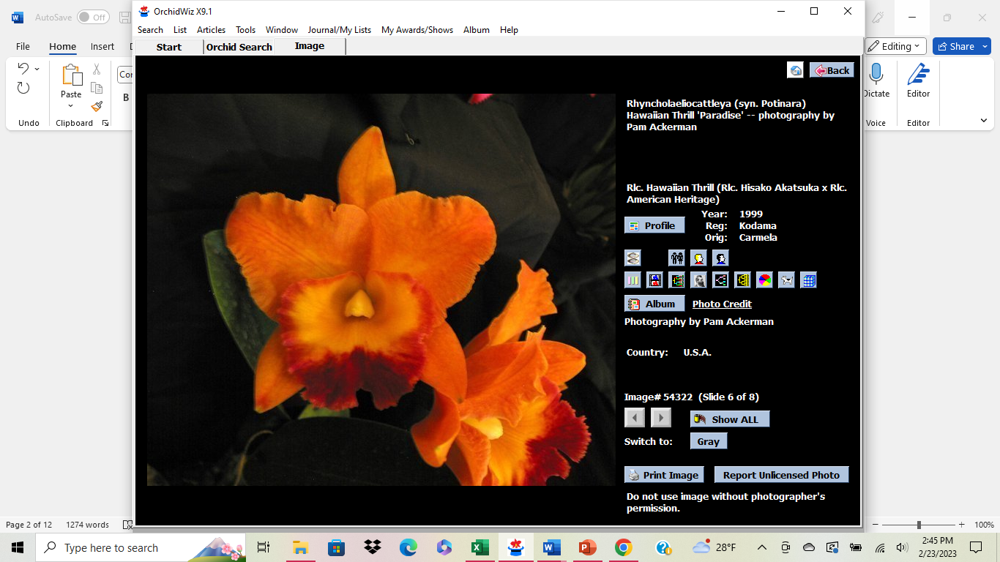 AutoSave
Off
OrchidWiz X9.1
Search List Articles Tools Window Journal/My Lists My Awards/Shows Album Help
File Home Insert
Editing
Share
Start Orchid Search Image
Back
Paste
B
Undo
Clipboard
Dictate
Editor
Voice
Editor
Rhyncholaeliocattleya (syn. Potinara)
Hawaiian Thrill 'Paradise' -- photography by
Pam Ackerman
Rlc. Hawaiian Thrill (Rlc. Hisako Akatsuka x Rlc.
American Heritage)
Profile
Year: 1999
Reg: Kodama
Orig: Carmela
Album
Photo Credit
Photography by Pam Ackerman
Country: U.S.A.
Image# 54322 (Slide 6 of 8)
Show ALL
Switch to: Gray
Print Image
Report Unlicensed Photo
Do not use image without photographer's
permission.
Page 2 of 12 1274 words
100%
Type here to search
28°F
2:45 PM
2/23/2023